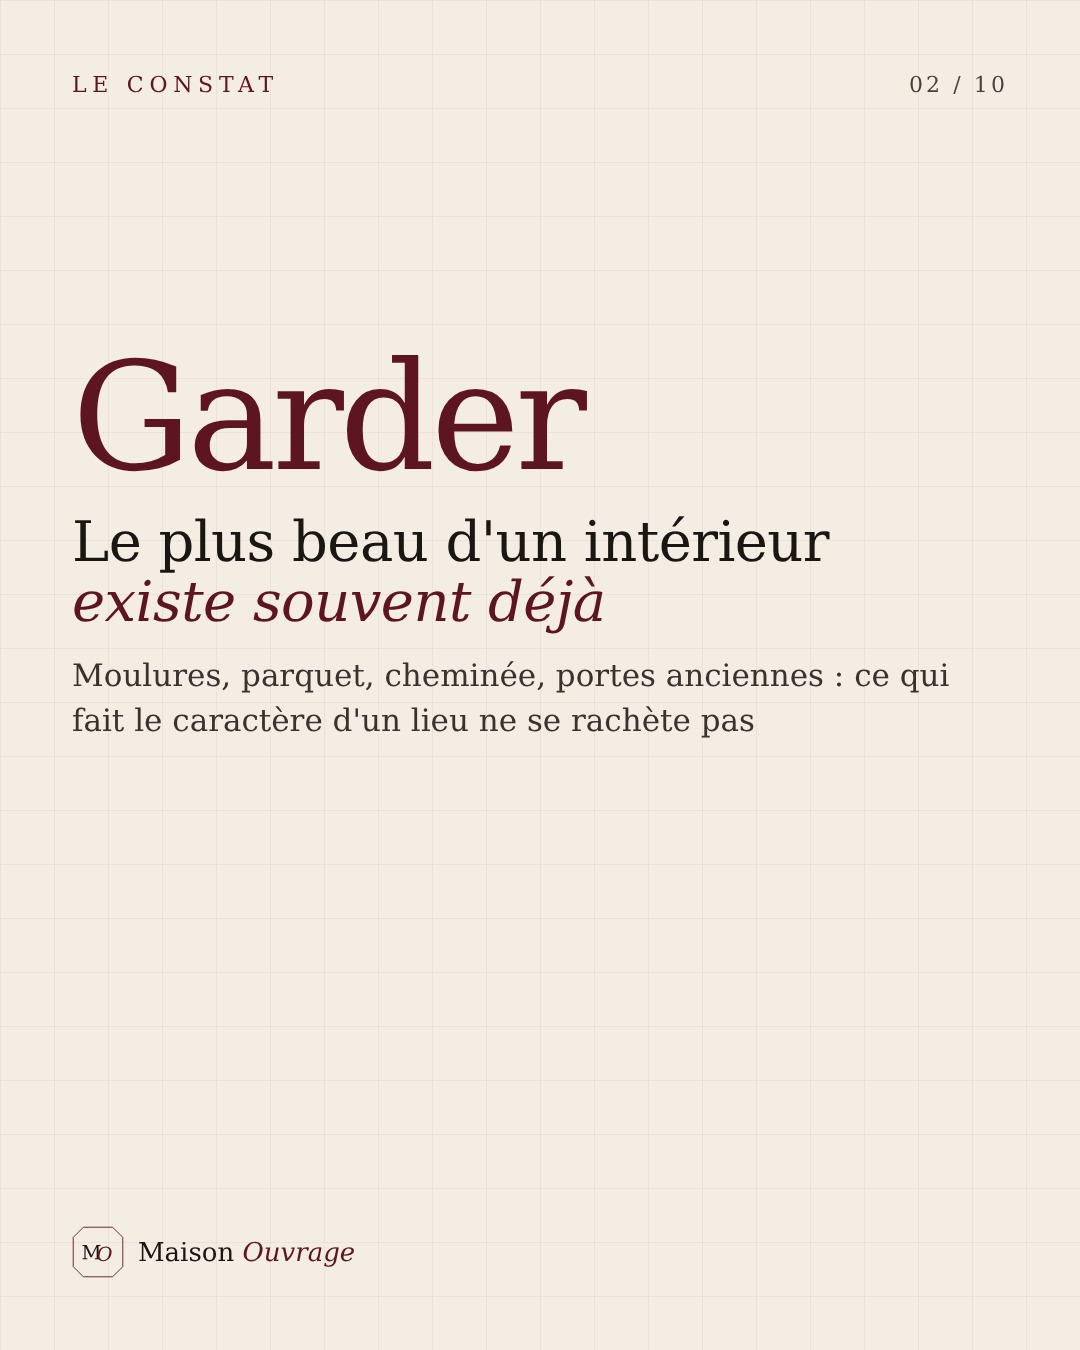 LE CONSTAT
02 / 10
Garder
Le plus beau d'un intérieur
existe souvent déjà
Moulures, parquet, cheminée, portes anciennes : ce qui
fait le caractère d'un lieu ne se rachète pas
MO
Maison Ouvrage